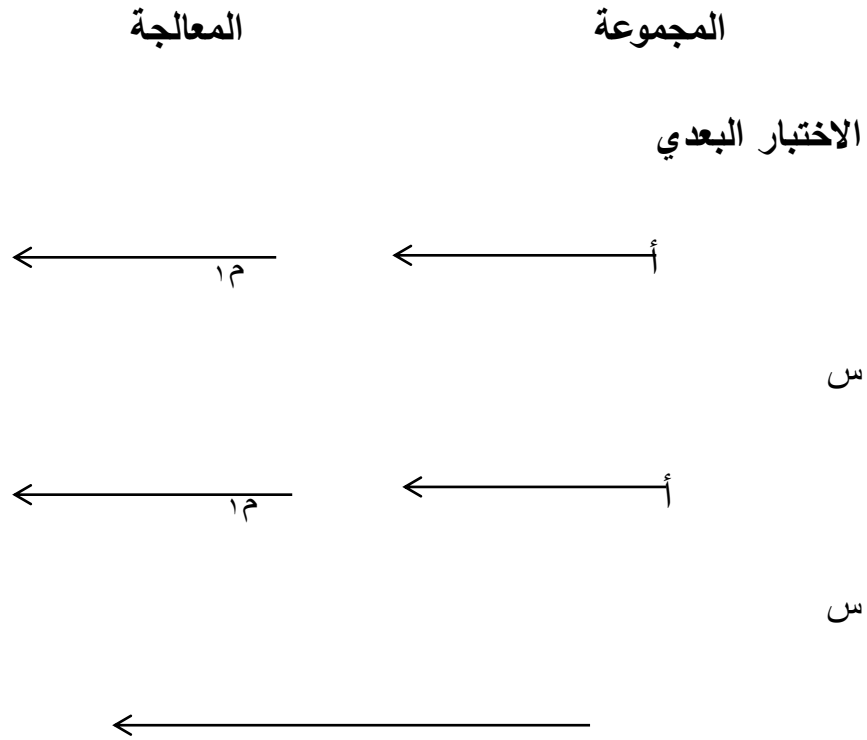 المجموعة المعالجة
الاختبار البعدي
أ م١
س
أ م١
س